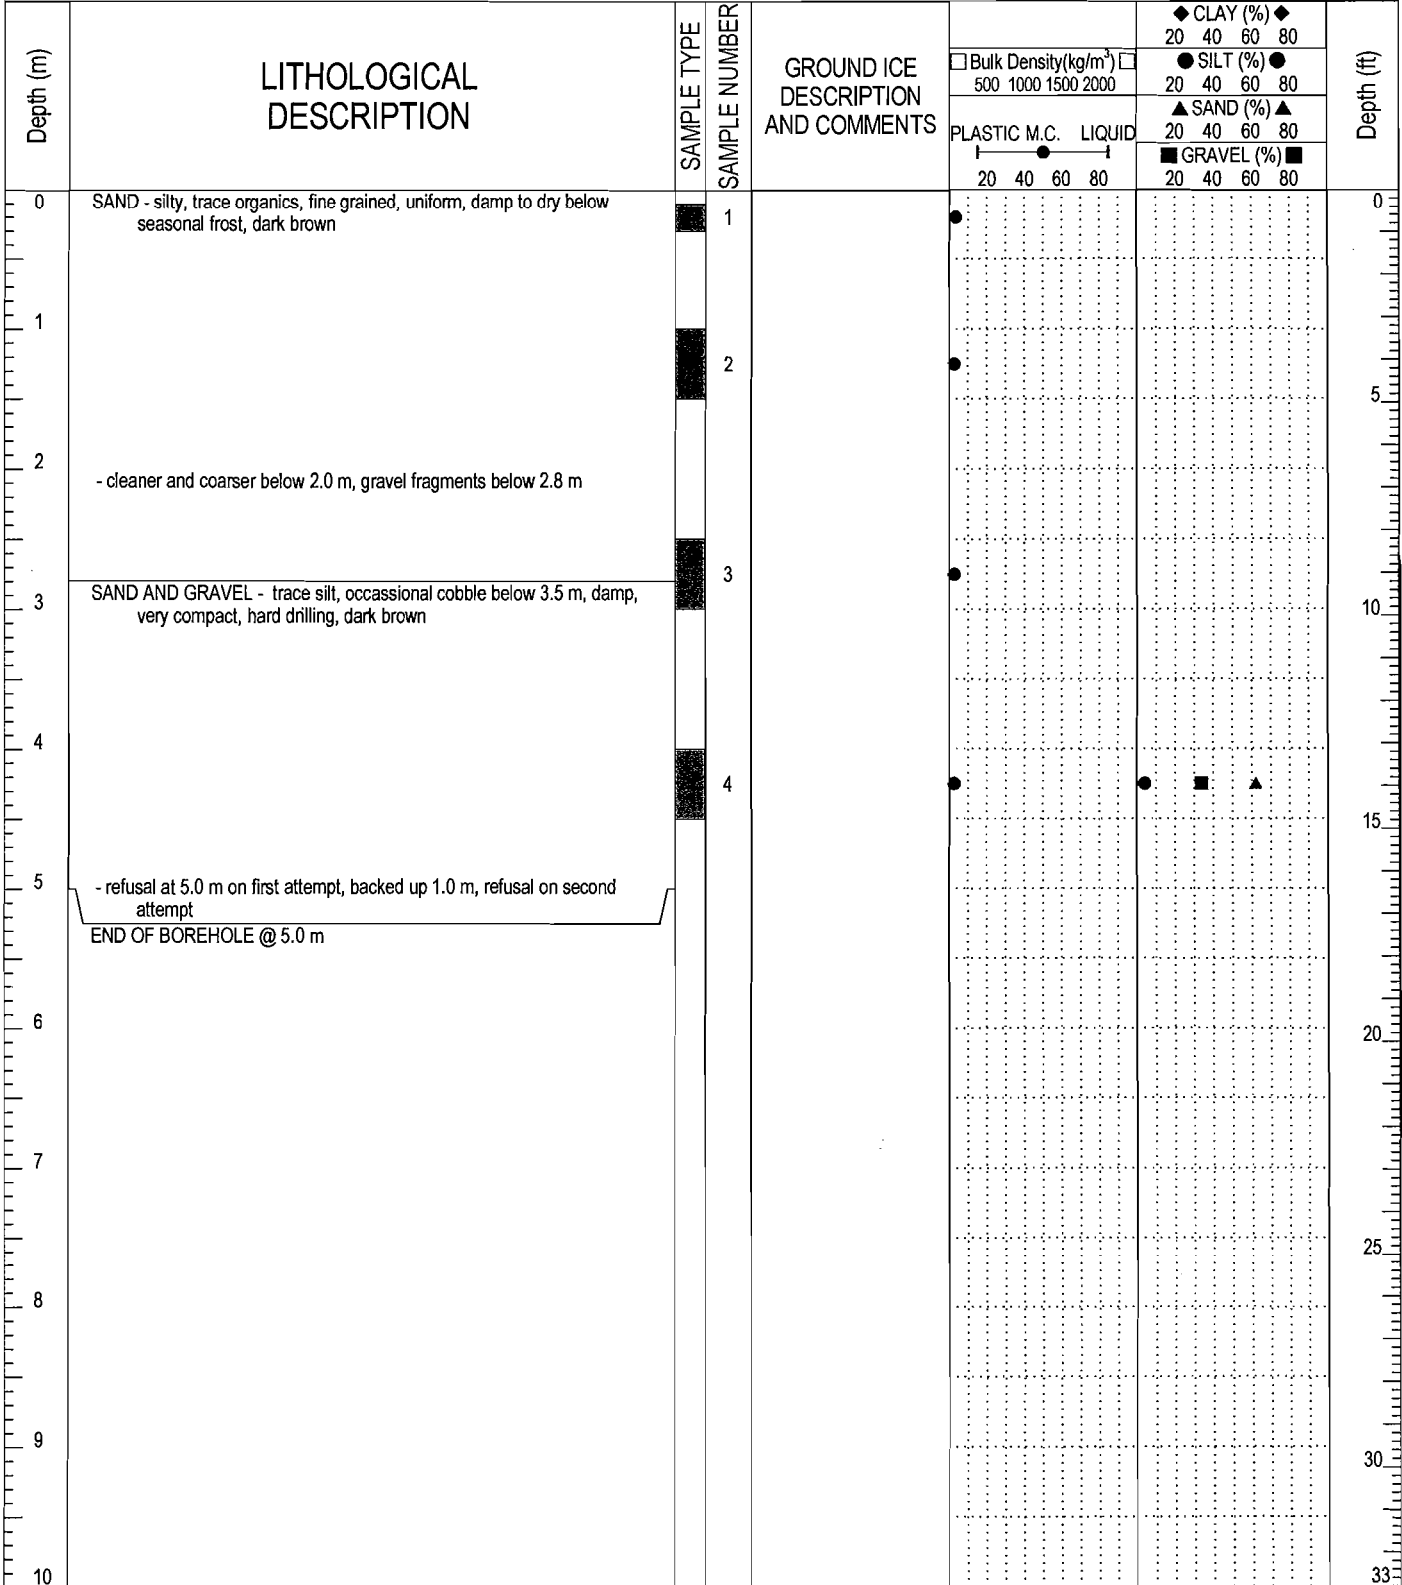 Depth (m)
LITHOLOGICAL
DESCRIPTION
SAMPLE TYPE
SAMPLE NUMBER
GROUND ICE
DESCRIPTION
AND COMMENTS
Bulk Density(kg/m³)
500 1000 1500 2000
PLASTIC M.C. LIQUID
20 40 60 80
CLAY (%)
20 40 60 80
SILT (%)
20 40 60 80
SAND (%)
20 40 60 80
GRAVEL (%)
20 40 60 80
Depth (ft)
0
SAND - silty, trace organics, fine grained, uniform, damp to dry below
seasonal frost, dark brown
1
0
1
2
5
2
- cleaner and coarser below 2.0 m, gravel fragments below 2.8 m
3
SAND AND GRAVEL - trace silt, occassional cobble below 3.5 m, damp,
very compact, hard drilling, dark brown
3
10
4
4
15
5
- refusal at 5.0 m on first attempt, backed up 1.0 m, refusal on second
attempt
END OF BOREHOLE @ 5.0 m
6
20
7
25
8
9
30
10
33